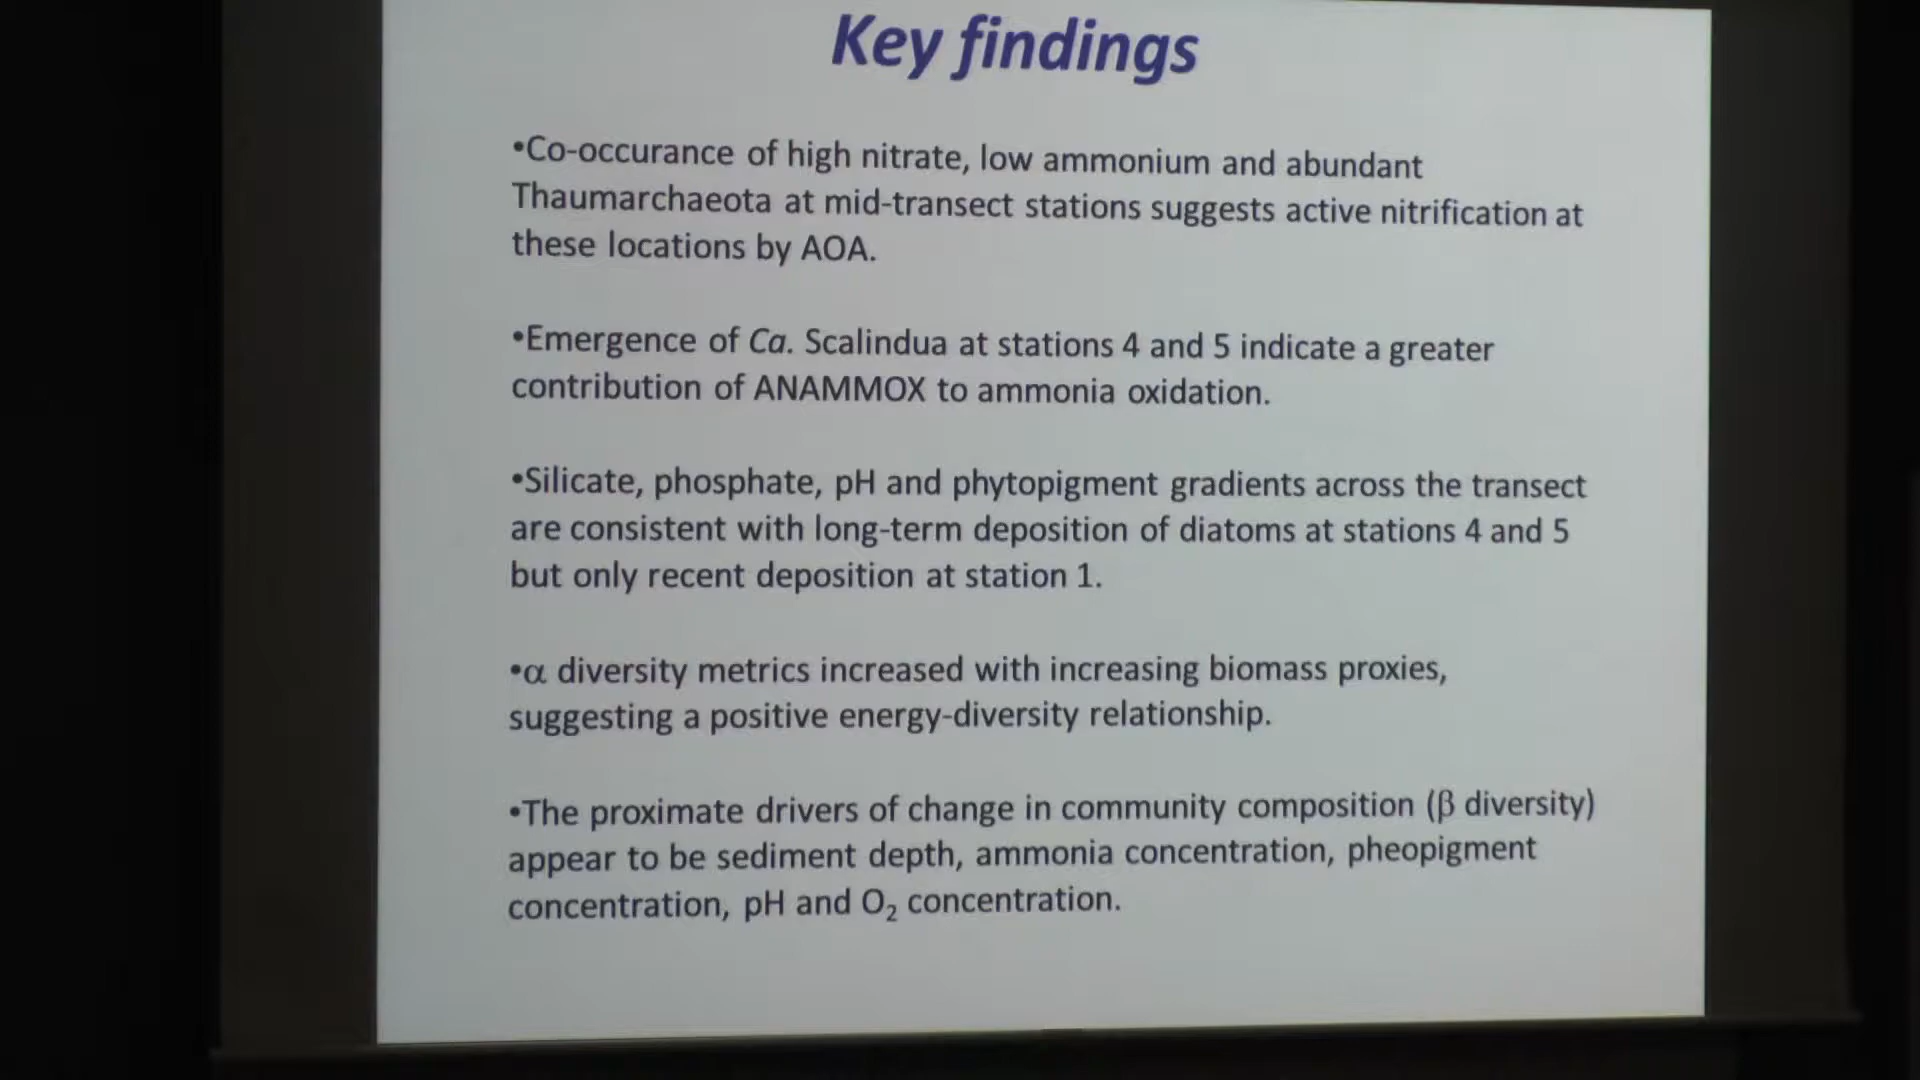 Key findings
•Co-occurance of high nitrate, low ammonium and abundant
Thaumarchaeota at mid-transect stations suggests active nitrification at
these locations by AOA.
•Emergence of Ca. Scalindua at stations 4 and 5 indicate a greater
contribution of ANAMMOX to ammonia oxidation.
•Silicate, phosphate, pH and phytopigment gradients across the transect
are consistent with long-term deposition of diatoms at stations 4 and 5
but only recent deposition at station 1.
•α diversity metrics increased with increasing biomass proxies,
suggesting a positive energy-diversity relationship.
•The proximate drivers of change in community composition (β diversity)
appear to be sediment depth, ammonia concentration, pheopigment
concentration, pH and O₂ concentration.